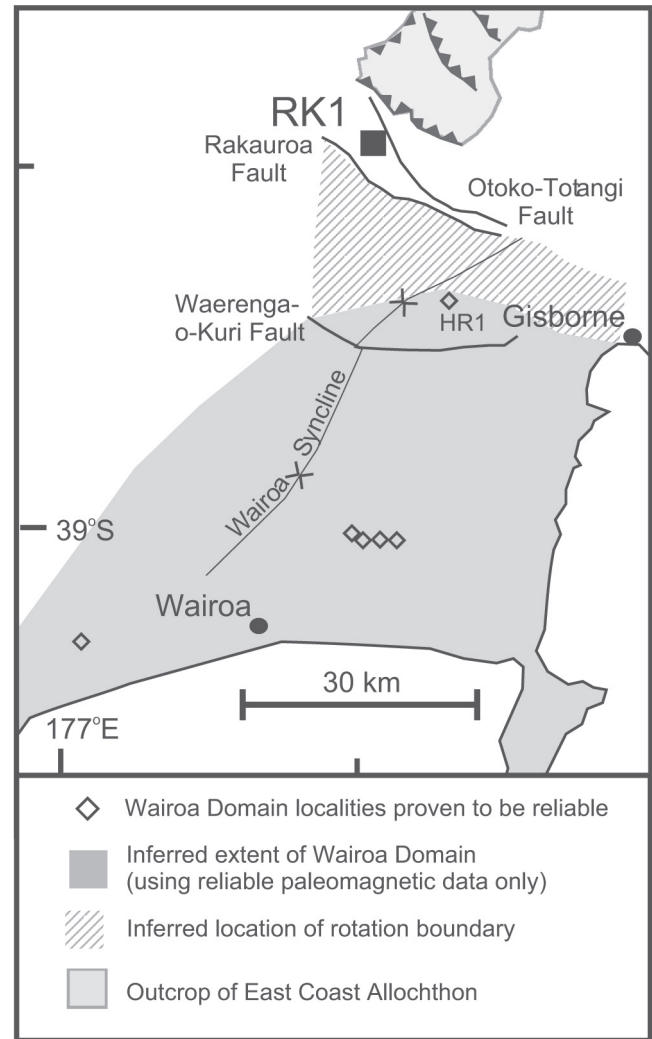 RK1
Rakauroa
Fault
Otoko-Totangi
Fault
Waerenga-
o-Kuri Fault
HR1
Gisborne
Wairoa Syncline
39°S
Wairoa
30 km
177°E
Wairoa Domain localities proven to be reliable
Inferred extent of Wairoa Domain
(using reliable paleomagnetic data only)
Inferred location of rotation boundary
Outcrop of East Coast Allochthon